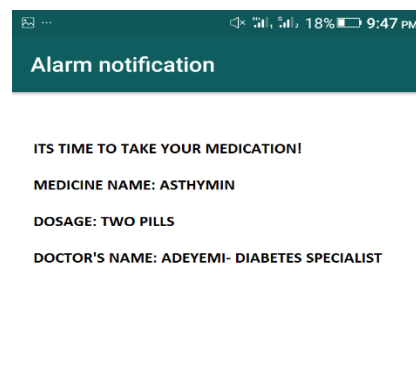 18% 9:47 PM
Alarm notification
ITS TIME TO TAKE YOUR MEDICATION!
MEDICINE NAME: ASTHYMIN
DOSAGE: TWO PILLS
DOCTOR'S NAME: ADEYEMI- DIABETES SPECIALIST